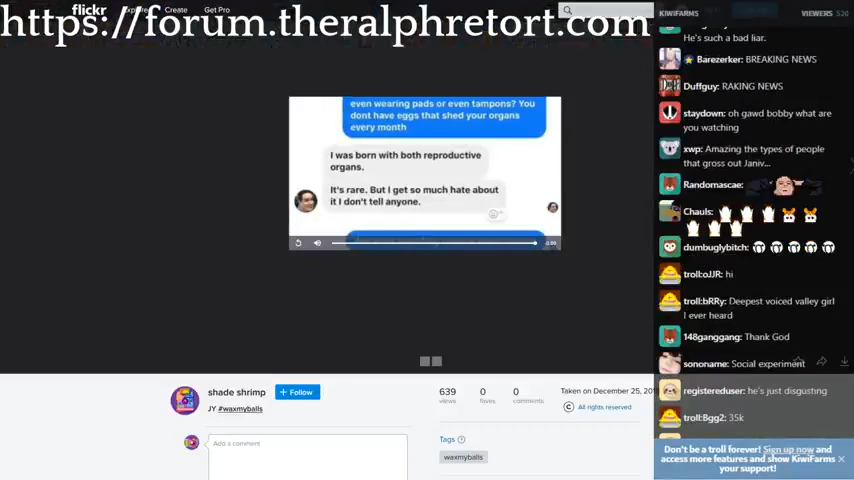 flickr
Create
Get Pro
https://forum.theralphretort.com
even wearing pads or even tampons? You
dont have eggs that shed your organs
every month
I was born with both reproductive
organs.
It's rare. But I get so much hate about
it I don't tell anyone.
-0:00
shade shrimp
+ Follow
JY #waxmyballs
Add a comment
639
views
0
faves
0
comments
Taken on December 25, 201
All rights reserved
Tags
waxmyballs
KIWIFARMS
VIEWERS 520
He's such a bad liar.
Barezerker: BREAKING NEWS
Duffguy: RAKING NEWS
staydown: oh gawd bobby what are
you watching
xwp: Amazing the types of people
that gross out Janiv...
Randomascae:
Chauls:
dumbuglybitch:
troll:oJJR: hi
troll:bRRy: Deepest voiced valley girl
I ever heard
148ganggang: Thank God
sononame: Social experiment
registereduser: he's just disgusting
troll:Bgg2: 35k
Don't be a troll forever! Sign up now and
access more features and show KiwiFarms
your support!